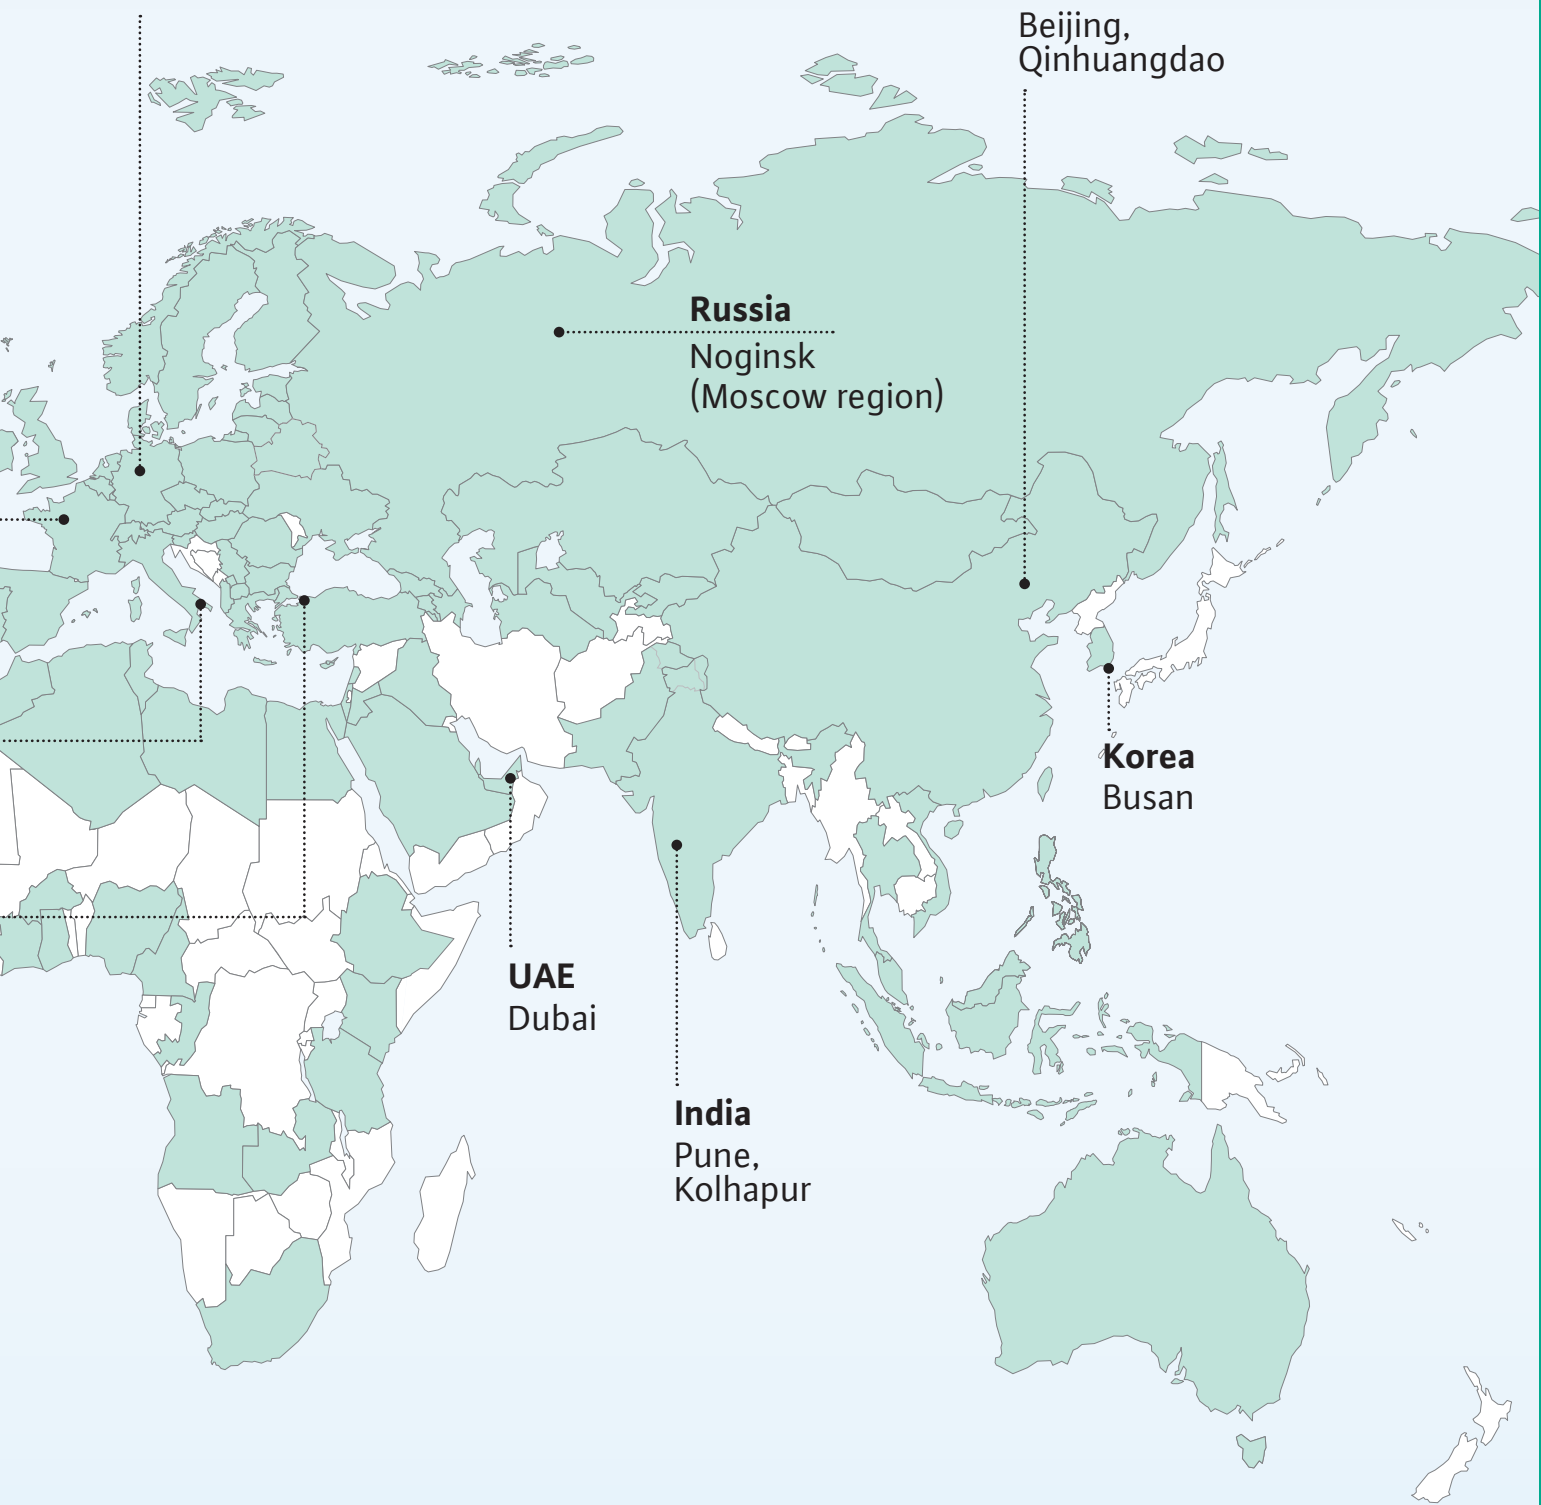 Beijing,
Qinhuangdao
Russia
Noginsk
(Moscow region)
Korea
Busan
UAE
Dubai
India
Pune,
Kolhapur